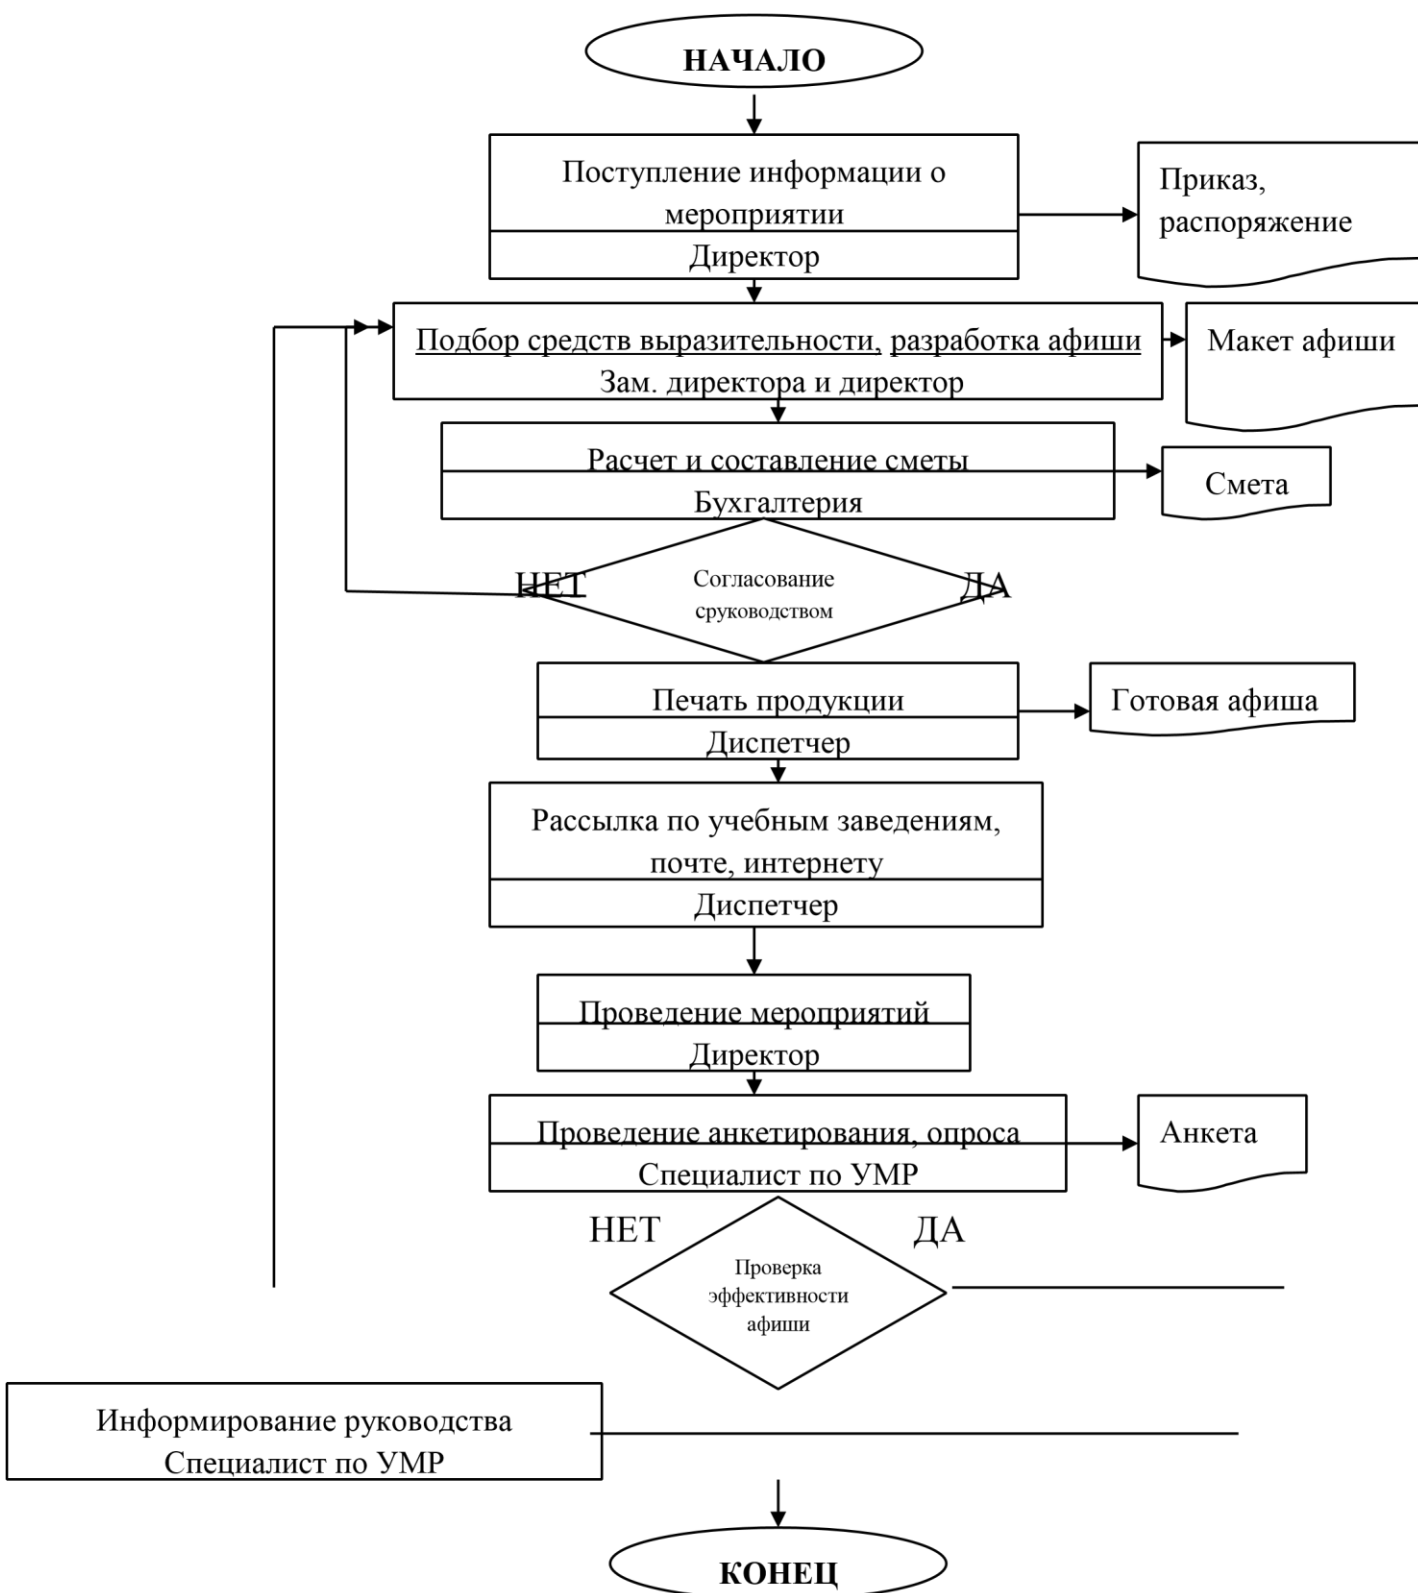 НАЧАЛО
Поступление информации о
мероприятии
Директор
Приказ,
распоряжение
Подбор средств выразительности, разработка афиши
Зам. директора и директор
Макет афиши
Расчет и составление сметы
Бухгалтерия
Смета
НЕТ
Согласование
сруководством
ДА
Печать продукции
Диспетчер
Готовая афиша
Рассылка по учебным заведениям,
почте, интернету
Диспетчер
Проведение мероприятий
Директор
Проведение анкетирования, опроса
Специалист по УМР
Анкета
НЕТ
ДА
Проверка
эффективности
афиши
Информирование руководства
Специалист по УМР
КОНЕЦ